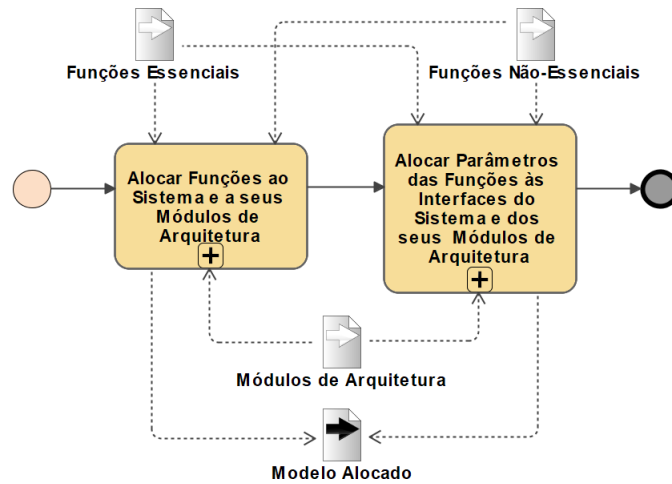 Funções Essenciais
Funções Não-Essenciais
Alocar Funções ao
Sistema e a seus
Módulos de
Arquitetura
Alocar Parâmetros
das Funções às
Interfaces do
Sistema e dos
seus Módulos de
Arquitetura
Módulos de Arquitetura
Modelo Alocado